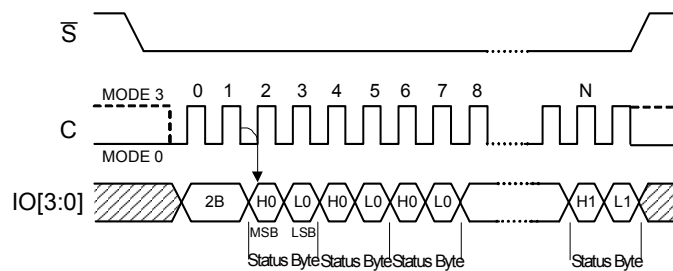 S
MODE 3
0 1 2 3 4 5 6 7 8 N
C
MODE 0
IO[3:0]
2B H0 L0 H0 L0 H0 L0 H1 L1
MSB LSB
Status Byte Status Byte Status Byte Status Byte